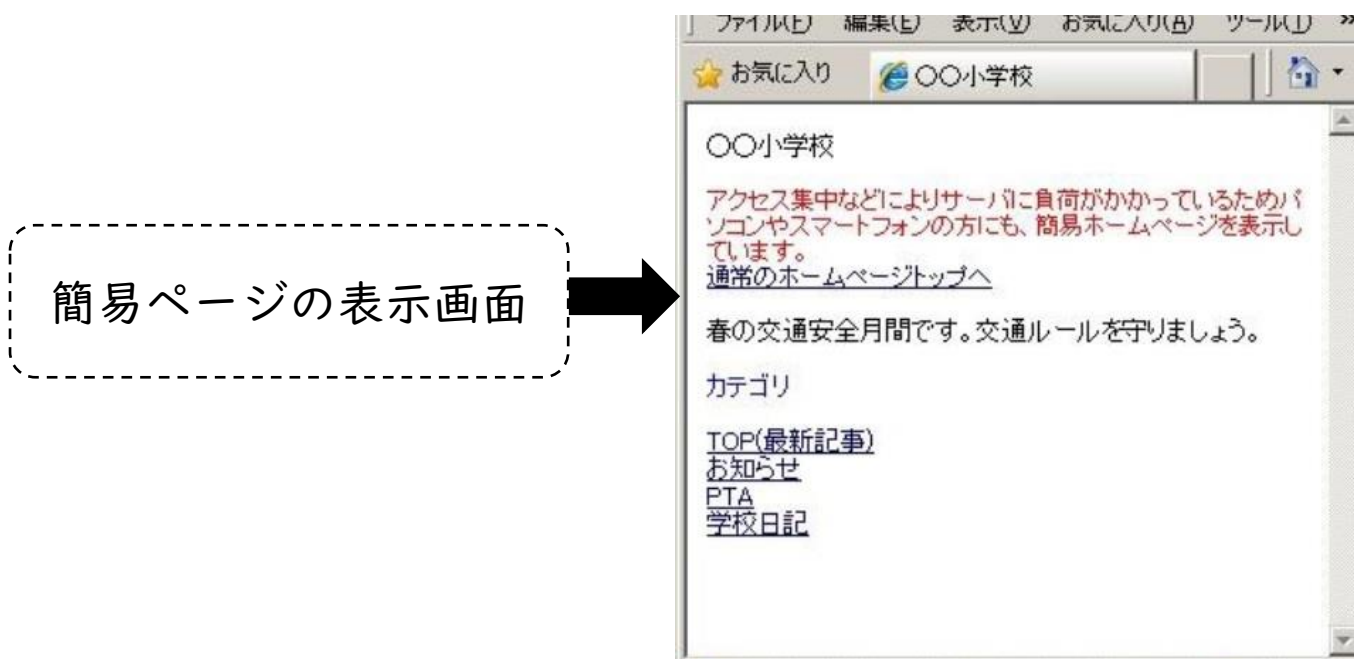 簡易ページの表示画面
ファイル(F) 編集(E) 表示(V) お気に入り(A) ツール(T) »
お気に入り 〇〇小学校
〇〇小学校
アクセス集中などによりサーバに負荷がかかっているためパ
ソコンやスマートフォンの方にも、簡易ホームページを表示し
ています。
通常のホームページトップへ
春の交通安全月間です。交通ルールを守りましょう。
カテゴリ
TOP(最新記事)
お知らせ
PTA
学校日記